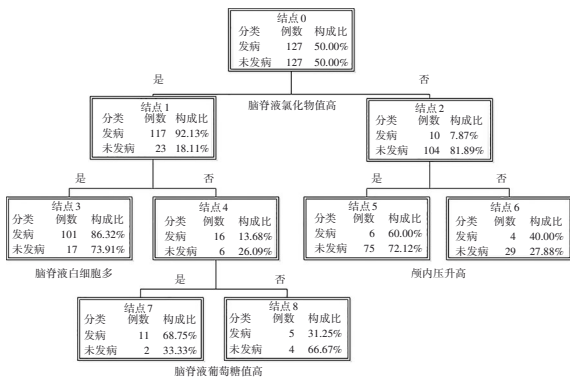 结点0
分类 例数 构成比
发病 127 50.00%
未发病 127 50.00%
是 否
脑脊液氯化物值高
结点1
分类 例数 构成比
发病 117 92.13%
未发病 23 18.11%
结点2
分类 例数 构成比
发病 10 7.87%
未发病 104 81.89%
是 否
是 否
结点3
分类 例数 构成比
发病 101 86.32%
未发病 17 73.91%
结点4
分类 例数 构成比
发病 16 13.68%
未发病 6 26.09%
结点5
分类 例数 构成比
发病 6 60.00%
未发病 75 72.12%
结点6
分类 例数 构成比
发病 4 40.00%
未发病 29 27.88%
脑脊液白细胞多
颅内压升高
是 否
结点7
分类 例数 构成比
发病 11 68.75%
未发病 2 33.33%
结点8
分类 例数 构成比
发病 5 31.25%
未发病 4 66.67%
脑脊液葡萄糖值高